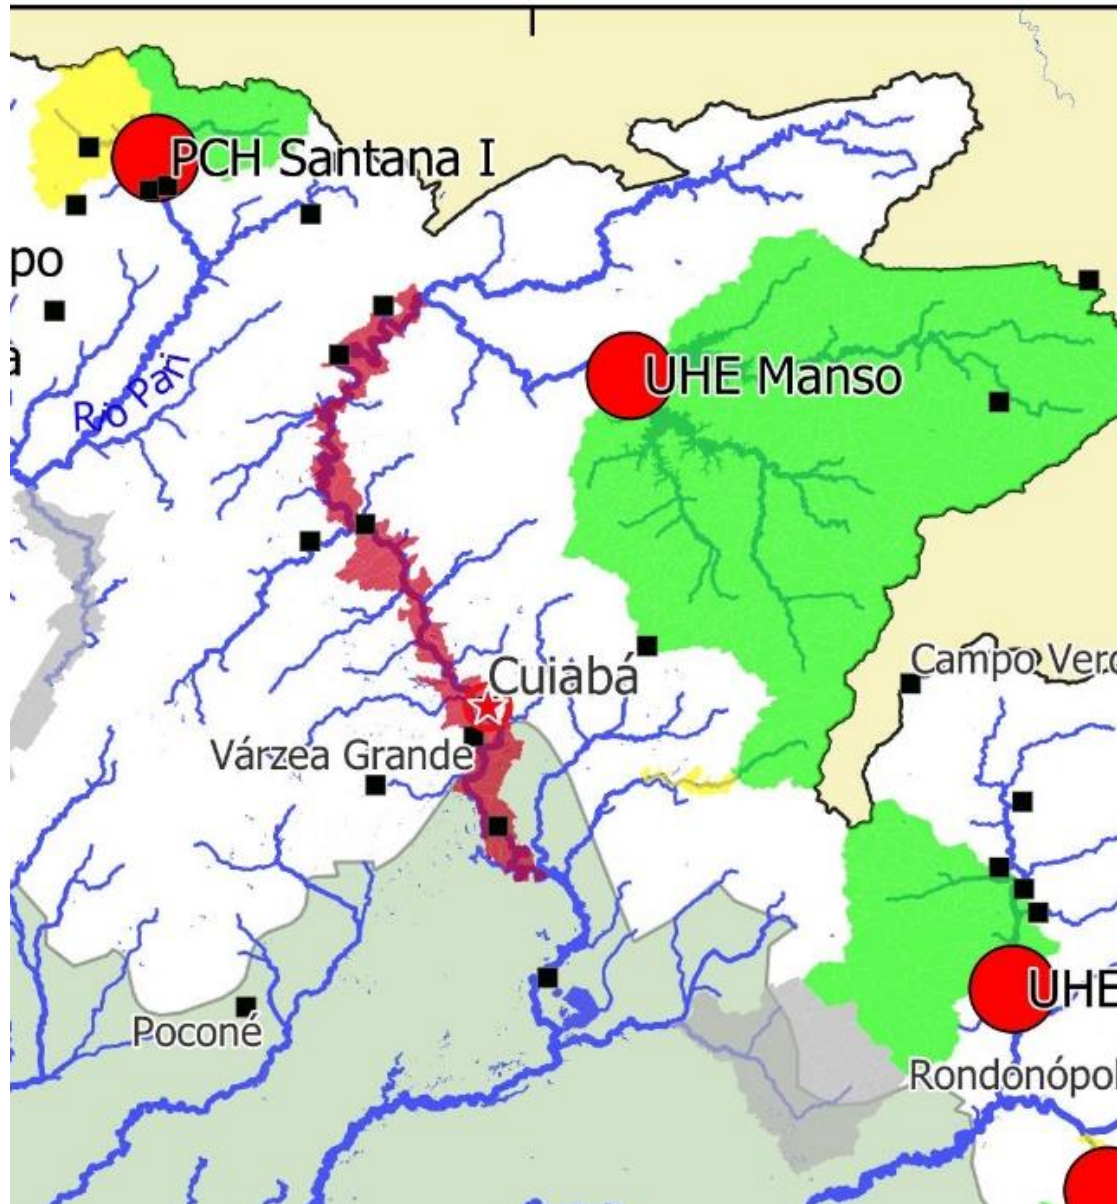 PCH Santana I
po
a
Rio Pari
UHE Manso
Cuiabá
Campo Verd
Várzea Grande
Poconé
UHE
Rondonópol